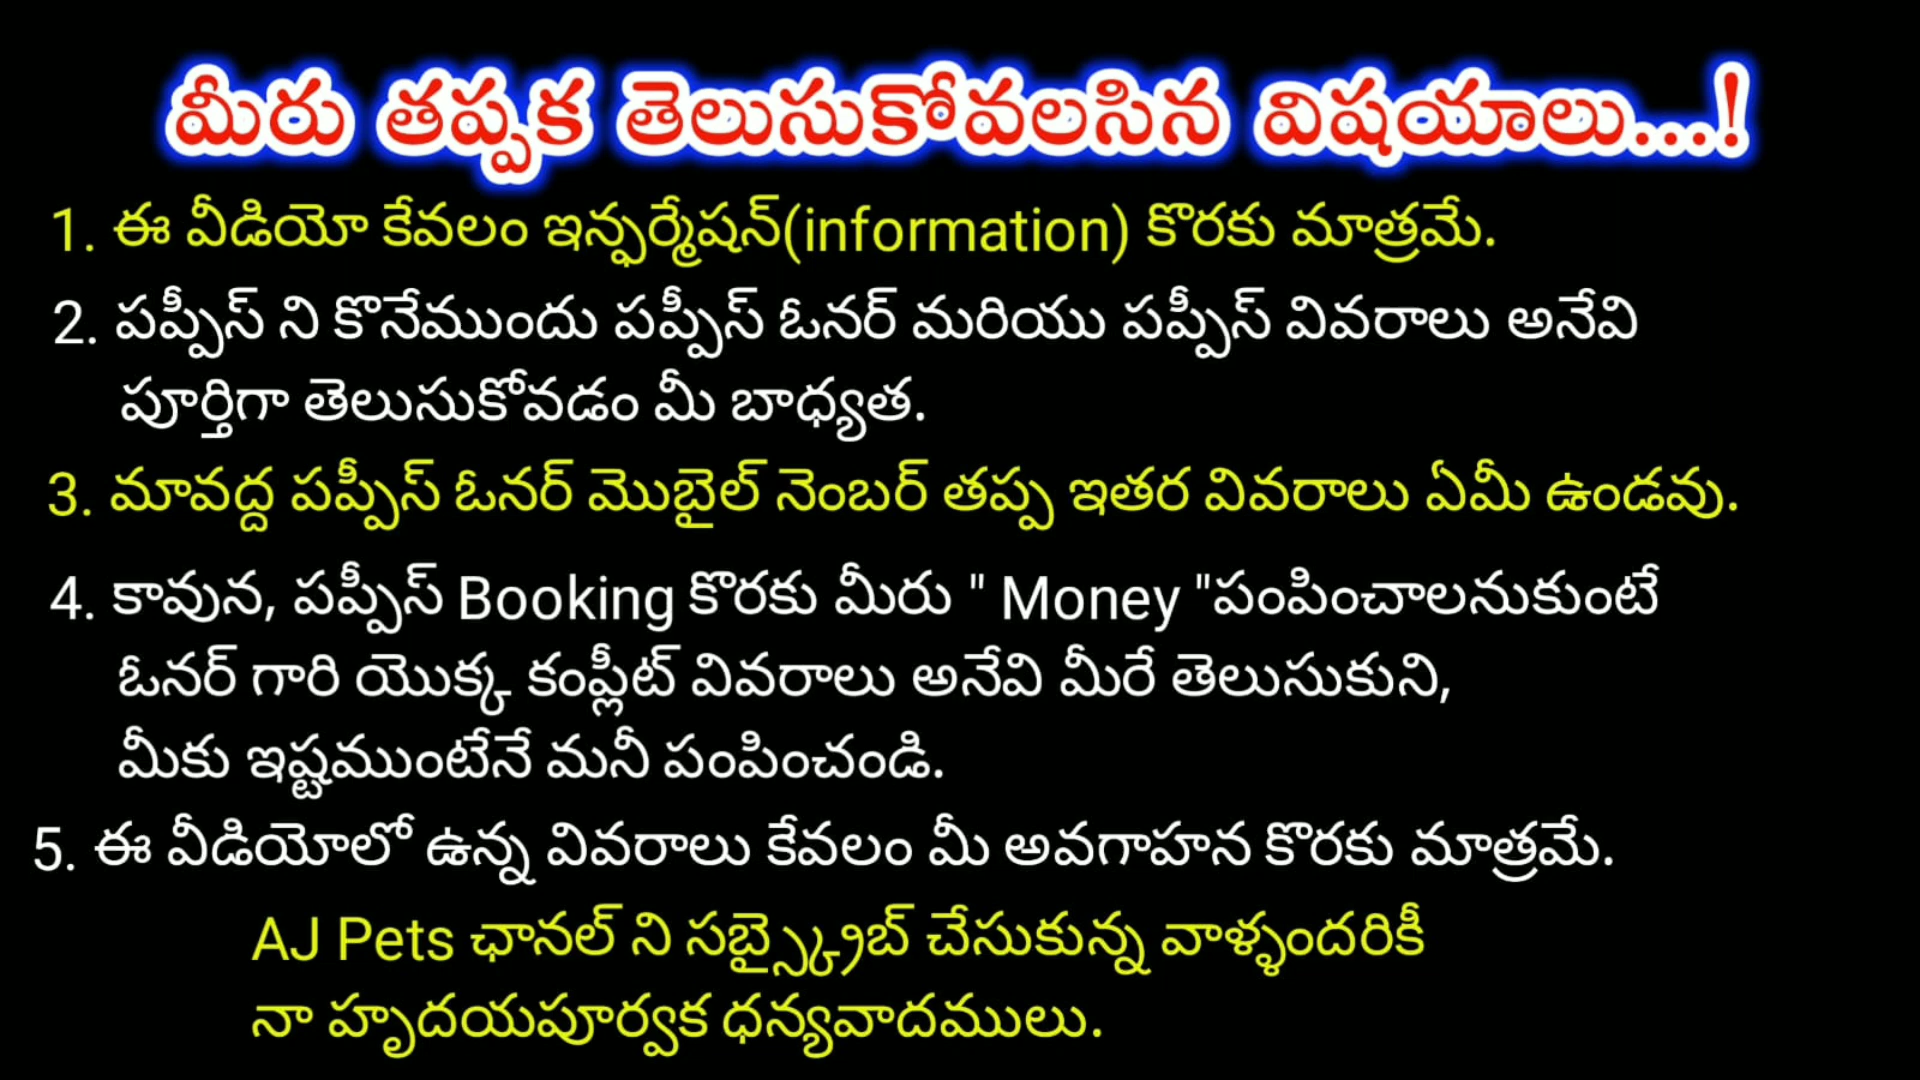 మీరు తప్పక తెలుసుకోవలసిన విషయాలు...!
1. ఈ వీడియో కేవలం ఇన్ఫర్మేషన్(information) కొరకు మాత్రమే.
2. పప్పీస్ ని కొనేముందు పప్పీస్ ఓనర్ మరియు పప్పీస్ వివరాలు అనేవి
పూర్తిగా తెలుసుకోవడం మీ బాధ్యత.
3. మావద్ద పప్పీస్ ఓనర్ మొబైల్ నెంబర్ తప్ప ఇతర వివరాలు ఏమీ ఉండవు.
4. కావున, పప్పీస్ Booking కొరకు మీరు " Money "పంపించాలనుకుంటే
ఓనర్ గారి యొక్క కంప్లీట్ వివరాలు అనేవి మీరే తెలుసుకుని,
మీకు ఇష్టముంటేనే మనీ పంపించండి.
5. ఈ వీడియోలో ఉన్న వివరాలు కేవలం మీ అవగాహన కొరకు మాత్రమే.
AJ Pets ఛానల్ ని సబ్స్క్రైబ్ చేసుకున్న వాళ్ళందరికీ
నా హృదయపూర్వక ధన్యవాదములు.